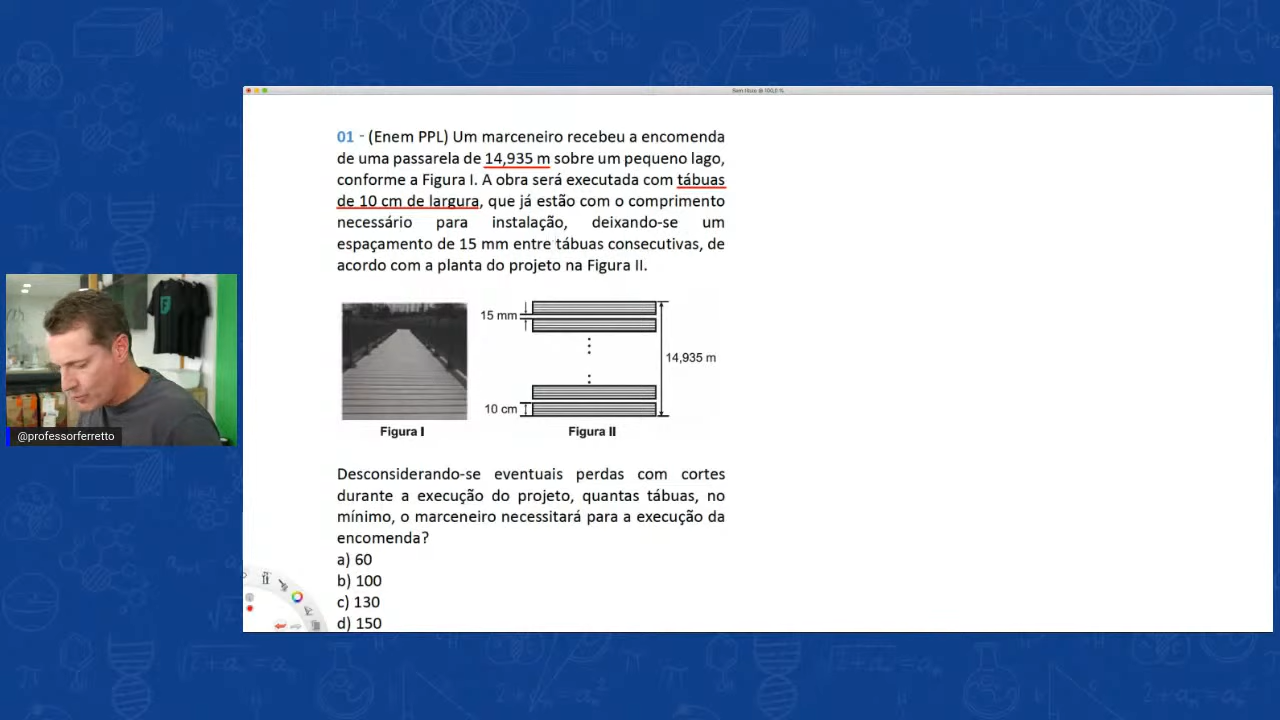 Sem título @ 100,0 %
01 - (Enem PPL) Um marceneiro recebeu a encomenda
de uma passarela de 14,935 m sobre um pequeno lago,
conforme a Figura I. A obra será executada com tábuas
de 10 cm de largura, que já estão com o comprimento
necessário para instalação, deixando-se um
espaçamento de 15 mm entre tábuas consecutivas, de
acordo com a planta do projeto na Figura II.
15 mm
14,935 m
10 cm
Figura I
Figura II
@professorferretto
Desconsiderando-se eventuais perdas com cortes
durante a execução do projeto, quantas tábuas, no
mínimo, o marceneiro necessitará para a execução da
encomenda?
a) 60
b) 100
c) 130
d) 150